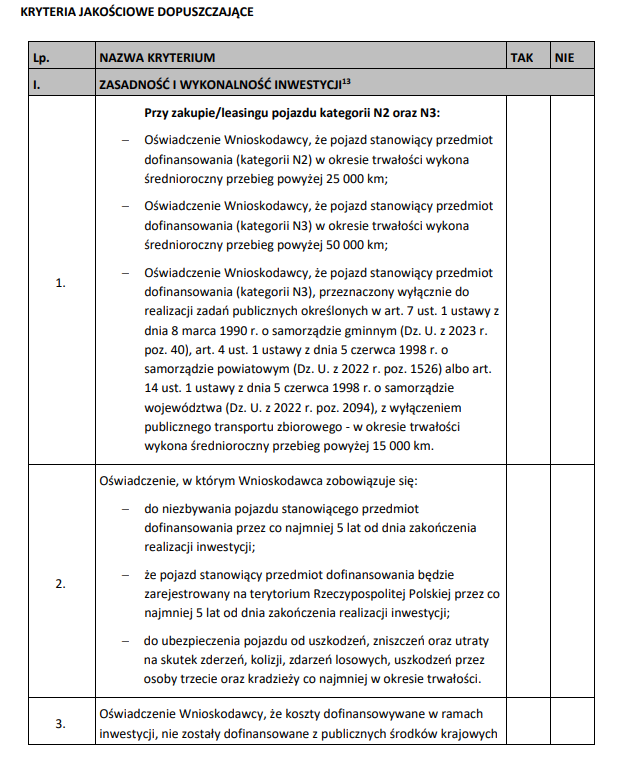 KRYTERIA JAKOŚCIOWE DOPUSZCZAJĄCE
Lp. NAZWA KRYTERIUM TAK NIE
I. ZASADNOŚĆ I WYKONALNOŚĆ INWESTYCJI13
Przy zakupie/leasingu pojazdu kategorii N2 oraz N3:
− Oświadczenie Wnioskodawcy, że pojazd stanowiący przedmiot
dofinansowania (kategorii N2) w okresie trwałości wykona
średnioroczny przebieg powyżej 25 000 km;
− Oświadczenie Wnioskodawcy, że pojazd stanowiący przedmiot
dofinansowania (kategorii N3) w okresie trwałości wykona
średnioroczny przebieg powyżej 50 000 km;
1.
− Oświadczenie Wnioskodawcy, że pojazd stanowiący przedmiot
dofinansowania (kategorii N3), przeznaczony wyłącznie do
realizacji zadań publicznych określonych w art. 7 ust. 1 ustawy z
dnia 8 marca 1990 r. o samorządzie gminnym (Dz. U. z 2023 r.
poz. 40), art. 4 ust. 1 ustawy z dnia 5 czerwca 1998 r. o
samorządzie powiatowym (Dz. U. z 2022 r. poz. 1526) albo art.
14 ust. 1 ustawy z dnia 5 czerwca 1998 r. o samorządzie
województwa (Dz. U. z 2022 r. poz. 2094), z wyłączeniem
publicznego transportu zbiorowego - w okresie trwałości
wykona średnioroczny przebieg powyżej 15 000 km.
Oświadczenie, w którym Wnioskodawca zobowiązuje się:
− do niezbywania pojazdu stanowiącego przedmiot
dofinansowania przez co najmniej 5 lat od dnia zakończenia
realizacji inwestycji;
2.
− że pojazd stanowiący przedmiot dofinansowania będzie
zarejestrowany na terytorium Rzeczypospolitej Polskiej przez co
najmniej 5 lat od dnia zakończenia realizacji inwestycji;
− do ubezpieczenia pojazdu od uszkodzeń, zniszczeń oraz utraty
na skutek zderzeń, kolizji, zdarzeń losowych, uszkodzeń przez
osoby trzecie oraz kradzieży co najmniej w okresie trwałości.
3.
Oświadczenie Wnioskodawcy, że koszty dofinansowywane w ramach
inwestycji, nie zostały dofinansowane z publicznych środków krajowych